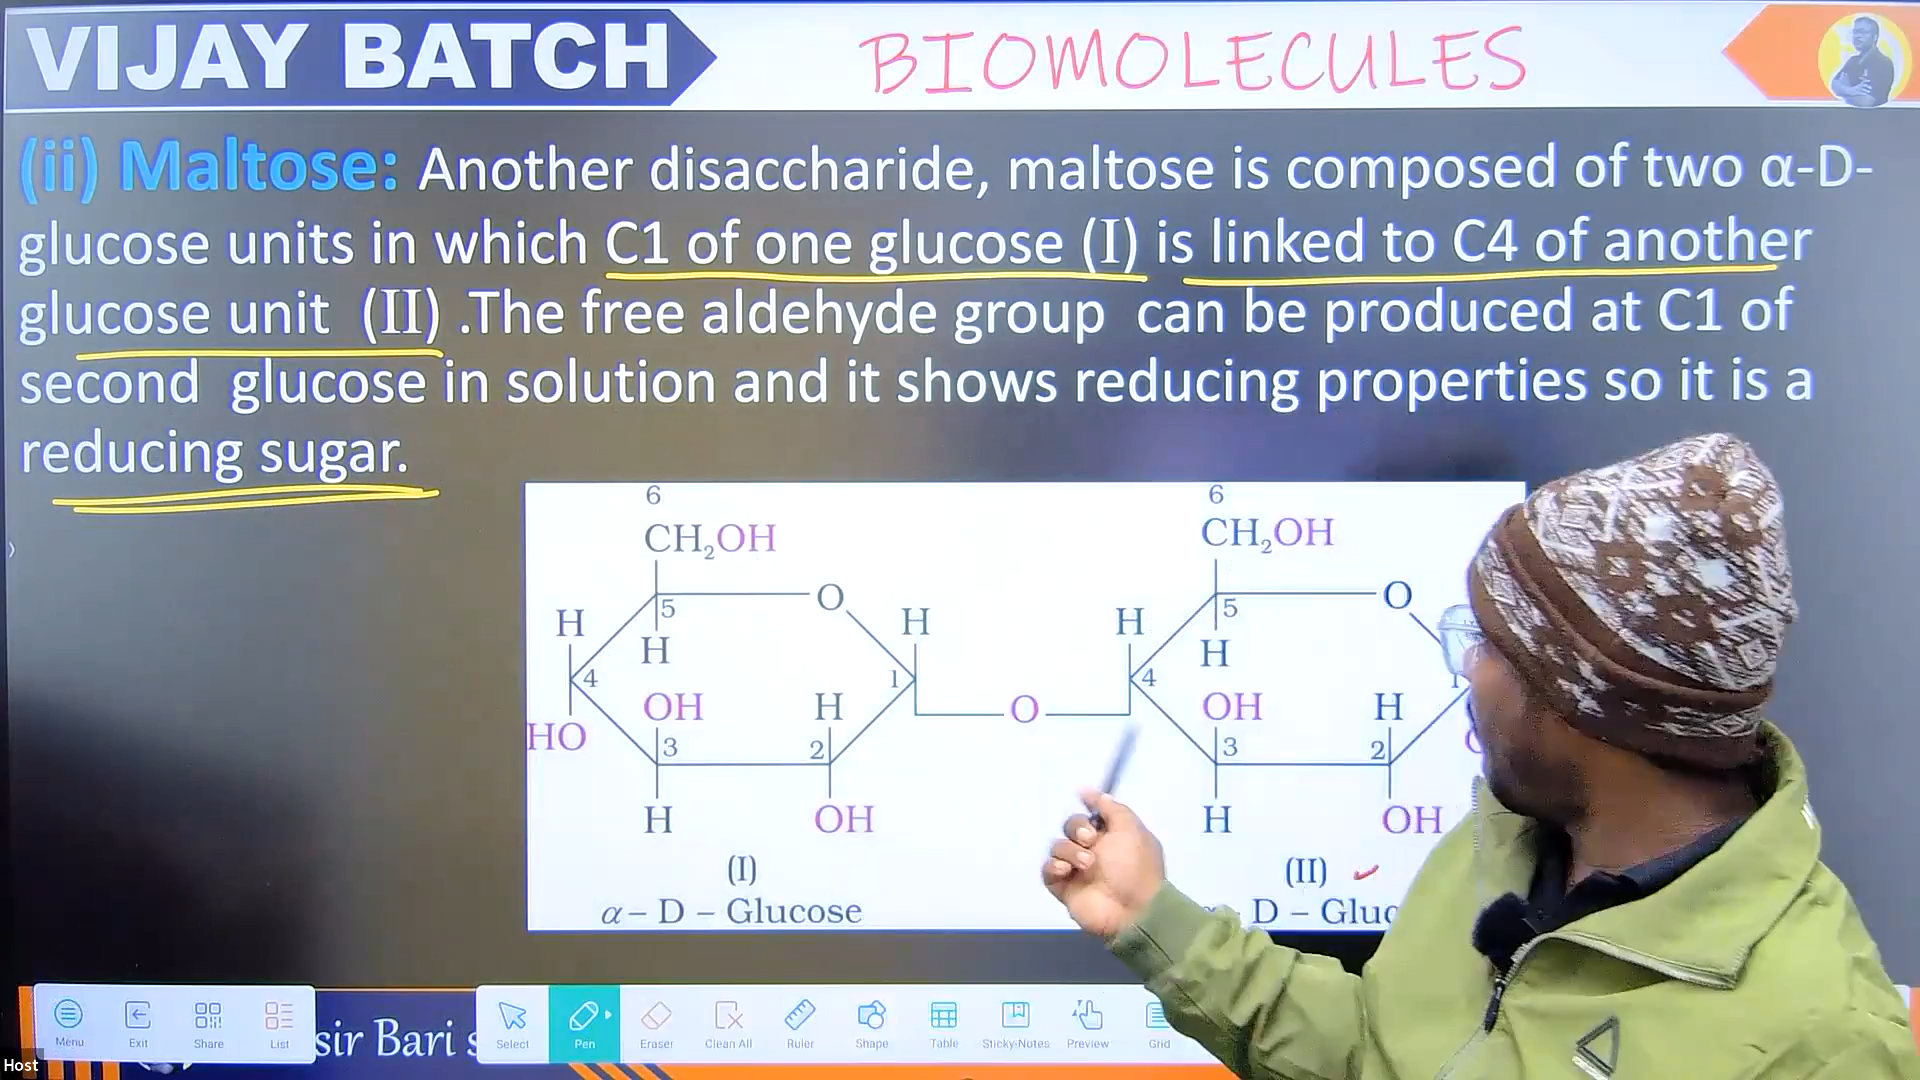 VIJAY BATCH
BIOMOLECULES
(ii) Maltose: Another disaccharide, maltose is composed of two α-D-
glucose units in which C1 of one glucose (I) is linked to C4 of another
glucose unit (II) .The free aldehyde group can be produced at C1 of
second glucose in solution and it shows reducing properties so it is a
reducing sugar.
6 6
CH₂OH CH₂OH
O O
5 5
H H H H
H H
4 1 4 1
OH H O OH H
HO
3 2 3 2
H OH H OH
(I) (II)
α – D – Glucose D – Gluc
Menu Exit Share List
sir Bari s
Select Pen Eraser Clean All Ruler Shape Table Sticky-Notes Preview Grid
Host